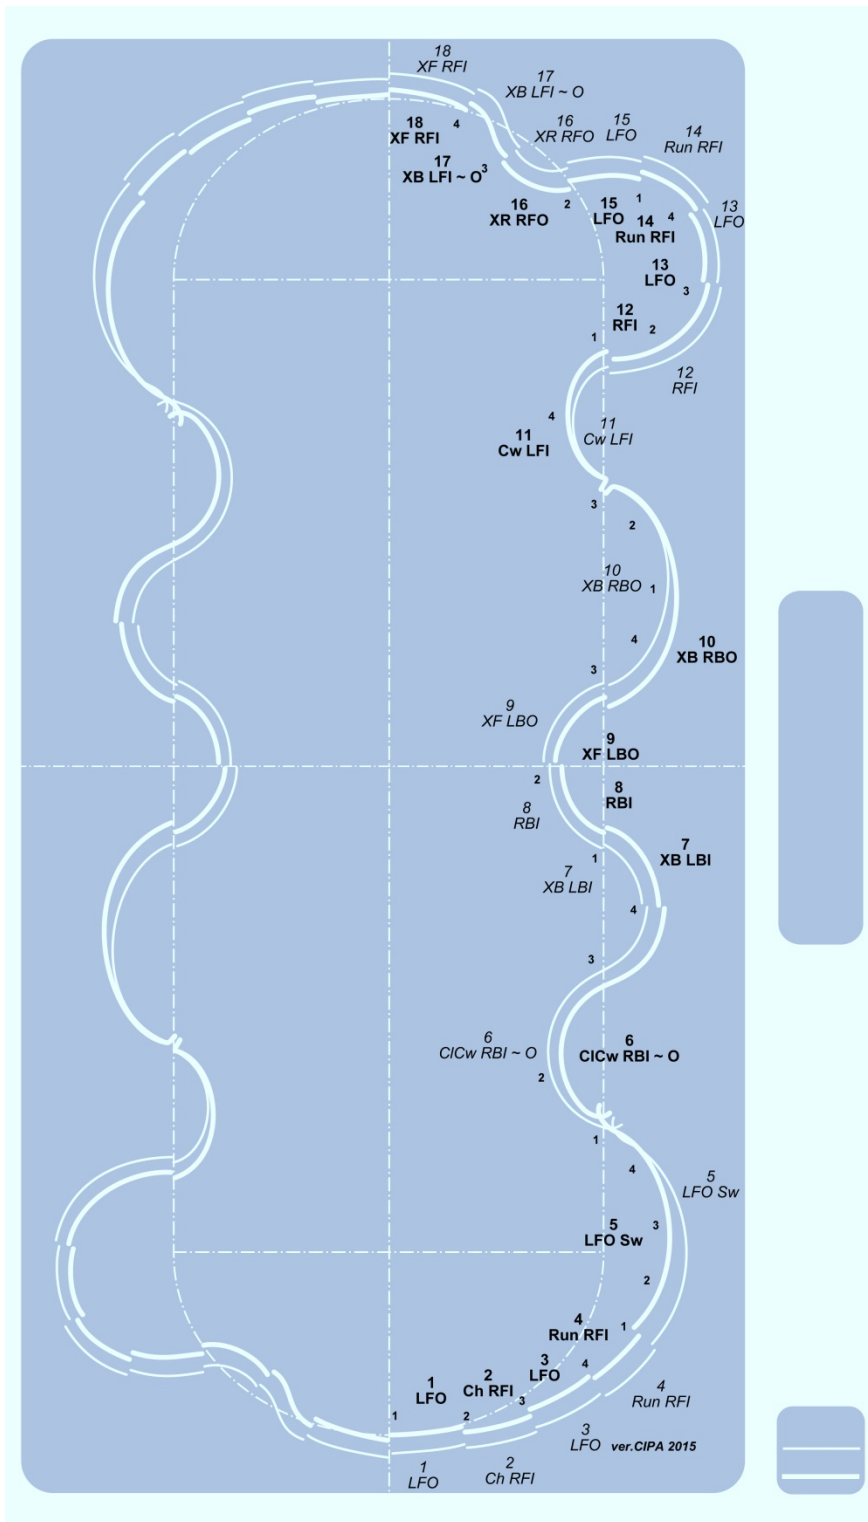 18
XF RFI
17
XB LFI ~ O
16
XR RFO
15
LFO
14
Run RFI
18
XF RFI
4
17
XB LFI ~ O
3
16
XR RFO
2
15
LFO
1
14
Run RFI
4
13
LFO
13
LFO
3
12
RFI
2
1
12
RFI
4
11
Cw LFI
11
Cw LFI
3
2
10
XB RBO
1
4
10
XB RBO
3
9
XF LBO
9
XF LBO
2
8
RBI
8
RBI
7
XB LBI
1
7
XB LBI
4
3
6
ClCw RBI ~ O
6
ClCw RBI ~ O
2
1
4
5
LFO Sw
5
LFO Sw
3
2
4
Run RFI
1
3
LFO
4
2
Ch RFI
3
1
LFO
1
2
4
Run RFI
3
LFO
ver.CIPA 2015
2
Ch RFI
1
LFO